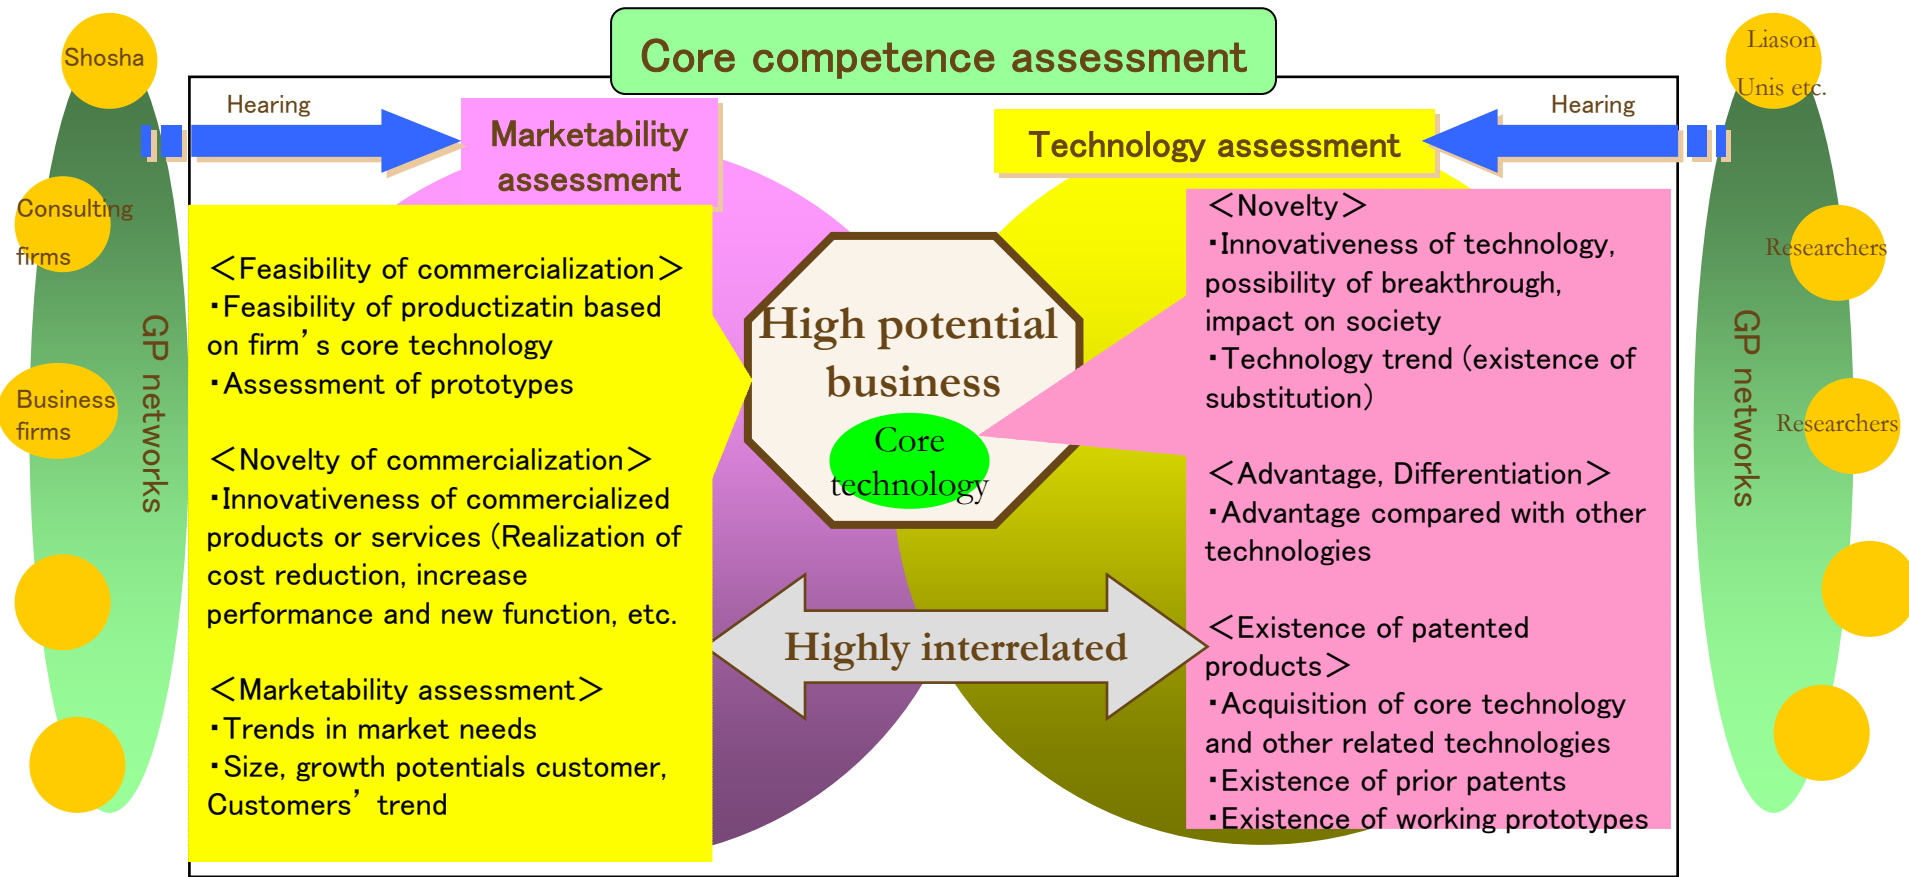 Core competence assessment
Shosha
Consulting
firms
Business
firms
GP networks
Hearing
Marketability
assessment
＜Feasibility of commercialization＞
・Feasibility of productizatin based
on firm’s core technology
・Assessment of prototypes
＜Novelty of commercialization＞
・Innovativeness of commercialized
products or services (Realization of
cost reduction, increase
performance and new function, etc.
＜Marketability assessment＞
・Trends in market needs
・Size, growth potentials customer,
Customers’ trend
High potential
business
Core
technology
Highly interrelated
Technology assessment
Hearing
＜Novelty＞
・Innovativeness of technology,
possibility of breakthrough,
impact on society
・Technology trend (existence of
substitution)
＜Advantage, Differentiation＞
・Advantage compared with other
technologies
＜Existence of patented
products＞
・Acquisition of core technology
and other related technologies
・Existence of prior patents
・Existence of working prototypes
Liason
Unis etc.
Researchers
Researchers
GP networks